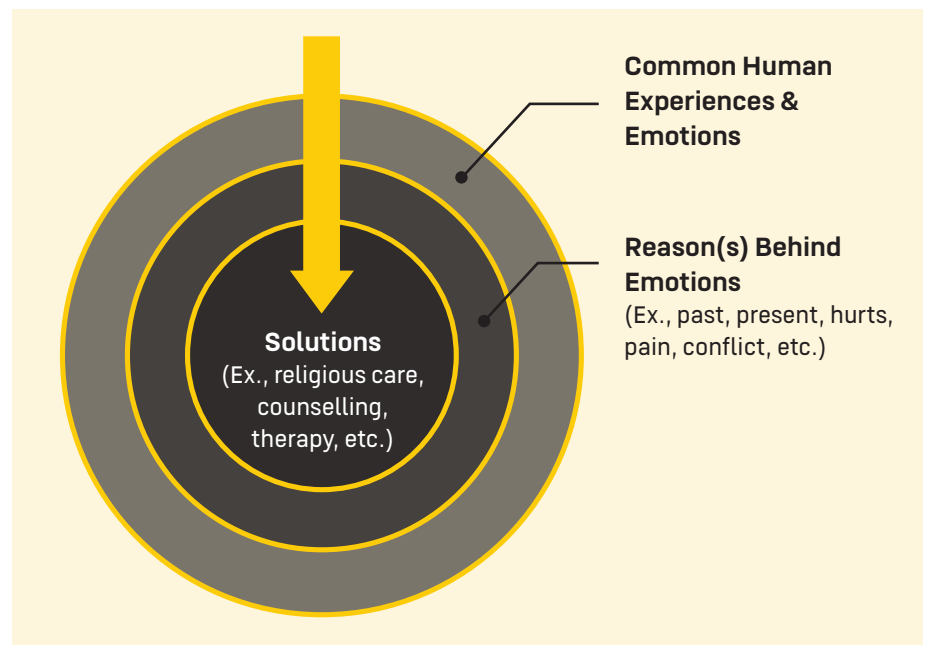 Common Human
Experiences &
Emotions
Reason(s) Behind
Emotions
(Ex., past, present, hurts,
pain, conflict, etc.)
Solutions
(Ex., religious care,
counselling,
therapy, etc.)